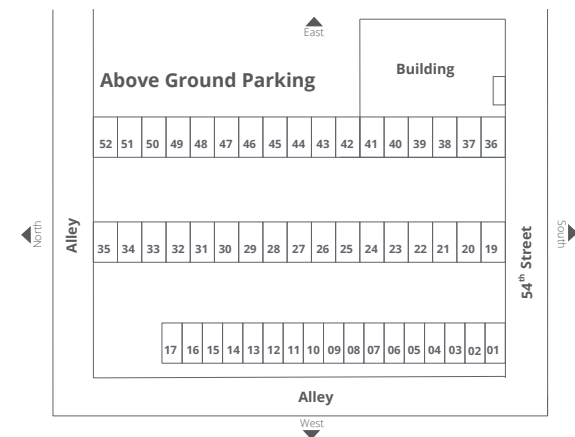 East
Building
Above Ground Parking
52 51 50 49 48 47 46 45 44 43 42 41 40 39 38 37 36
North
Alley
South
35 34 33 32 31 30 29 28 27 26 25 24 23 22 21 20 19
54th Street
17 16 15 14 13 12 11 10 09 08 07 06 05 04 03 02 01
Alley
West